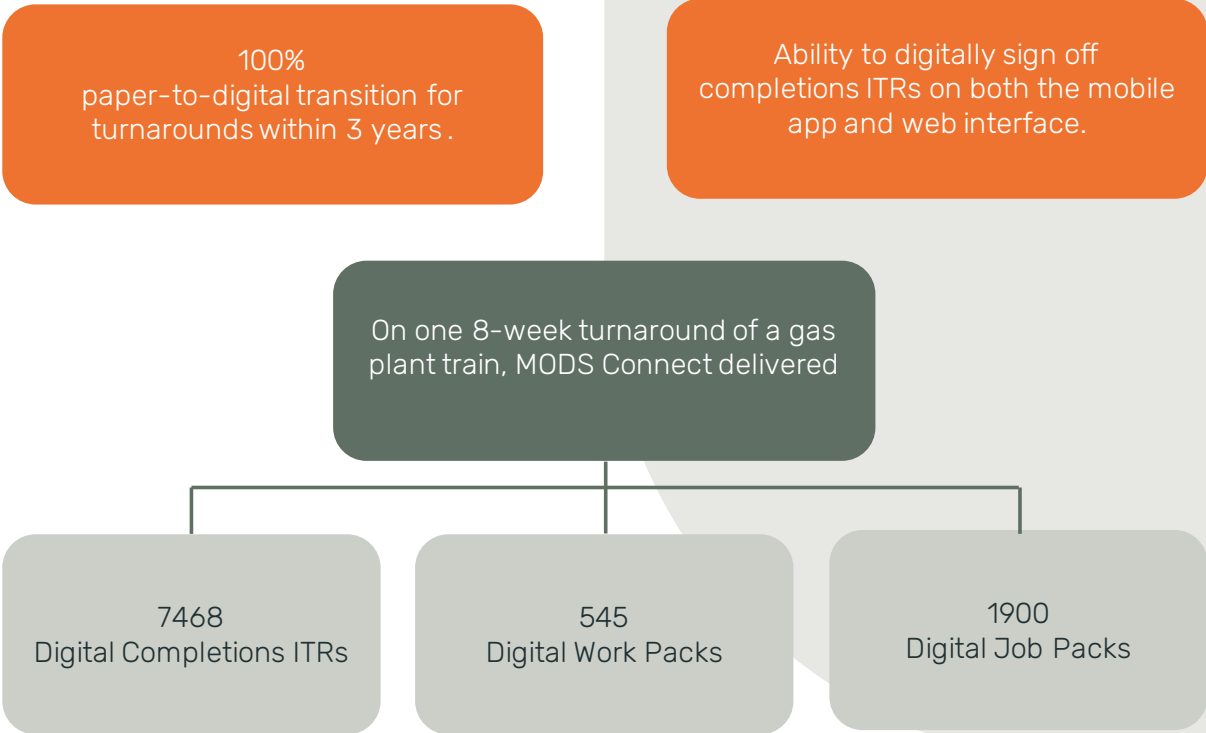 100%
paper-to-digital transition for
turnarounds within 3 years .
Ability to digitally sign off
completions ITRs on both the mobile
app and web interface.
On one 8-week turnaround of a gas
plant train, MODS Connect delivered
7468
Digital Completions ITRs
545
Digital Work Packs
1900
Digital Job Packs